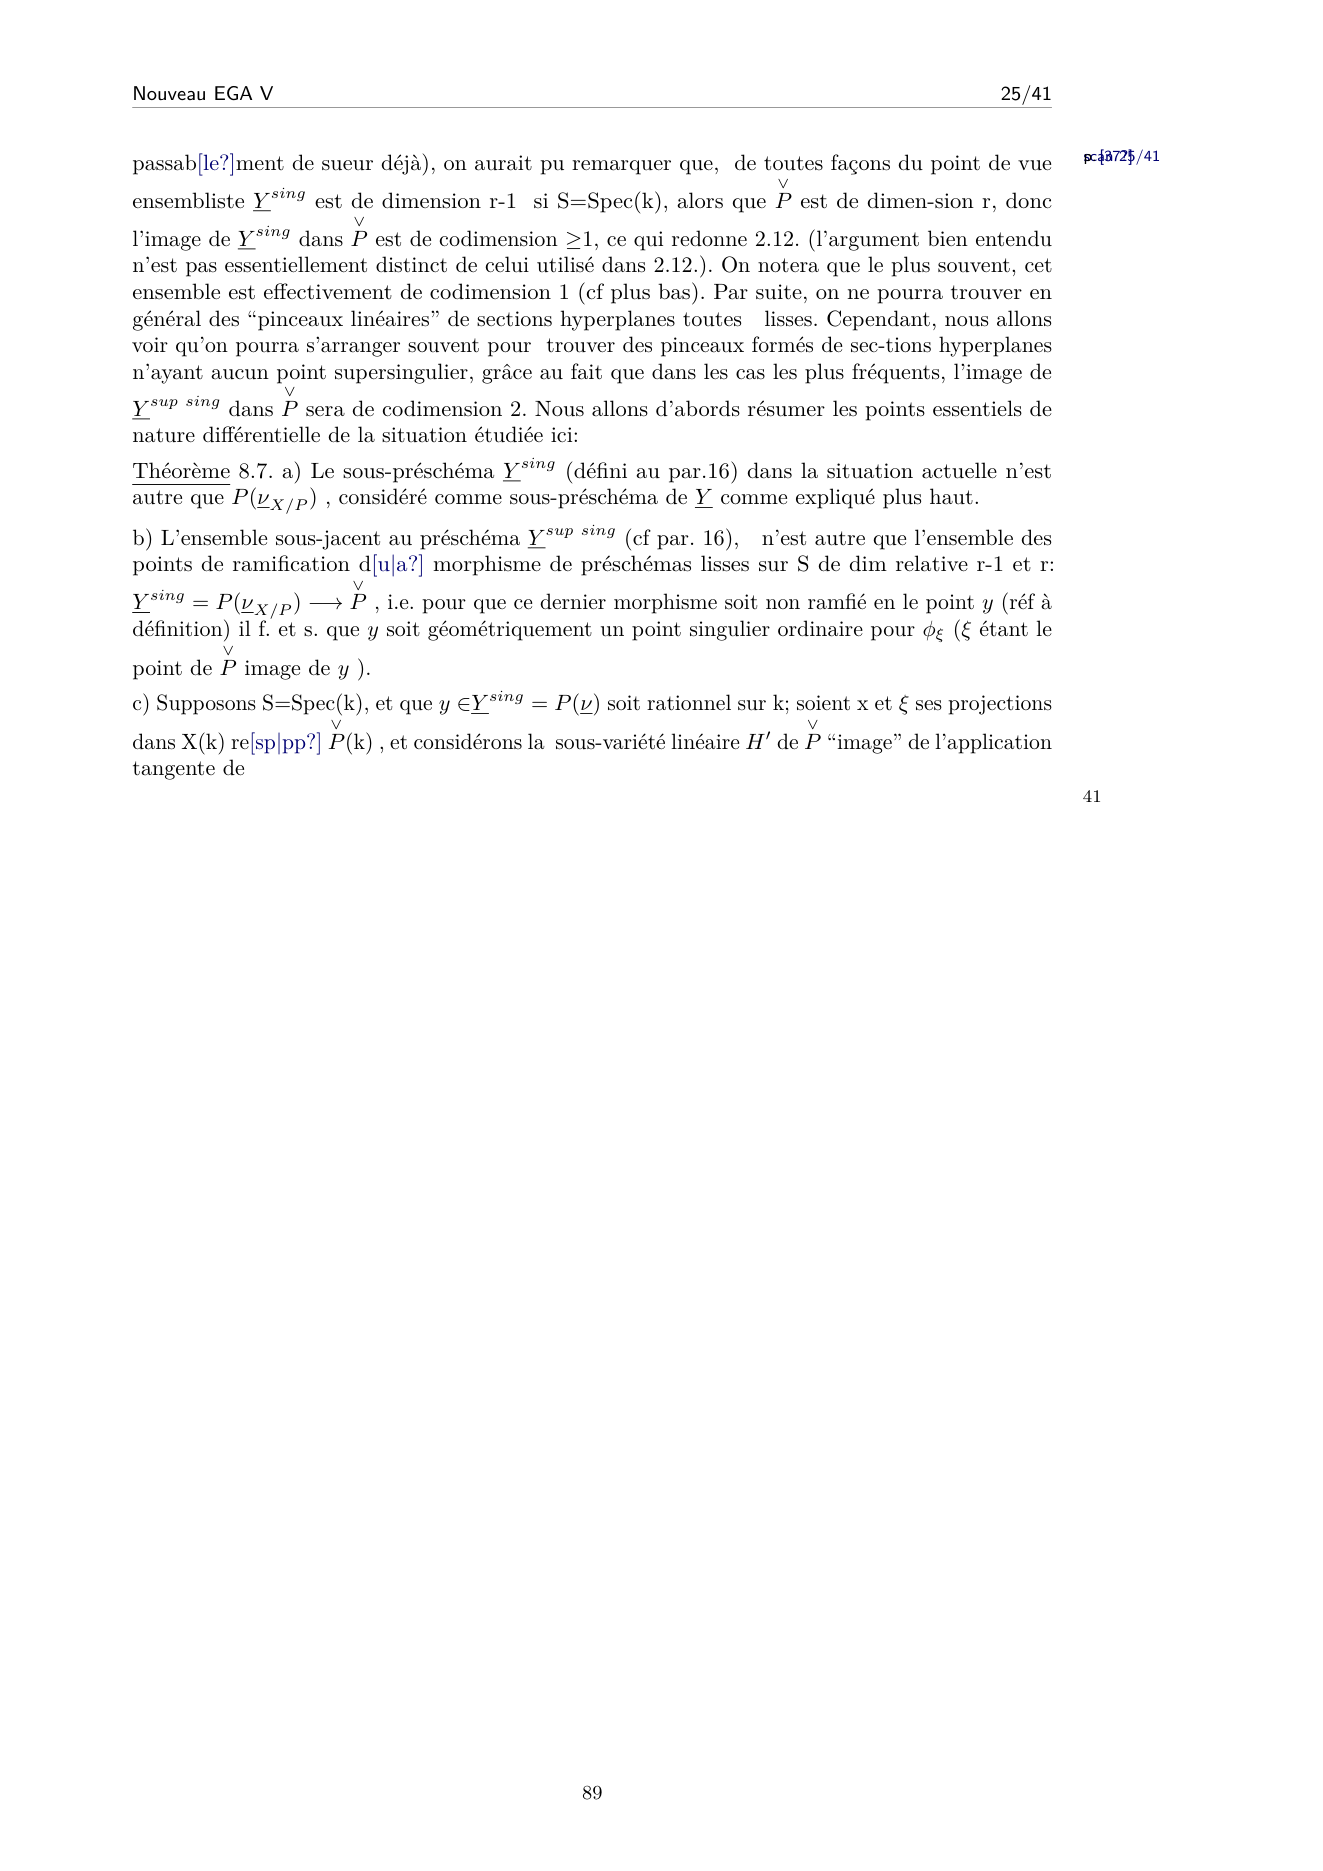 Nouveau EGA V 25/41
passab[le?]ment de sueur déjà), on aurait pu remarquer que, de toutes façons du point de vue
ensembliste Y^{sing} est de dimension r-1 si S=Spec(k), alors que P̌ est de dimen-sion r, donc
l'image de Y^{sing} dans P̌ est de codimension ≥1, ce qui redonne 2.12. (l'argument bien entendu
n'est pas essentiellement distinct de celui utilisé dans 2.12.). On notera que le plus souvent, cet
ensemble est effectivement de codimension 1 (cf plus bas). Par suite, on ne pourra trouver en
général des “pinceaux linéaires” de sections hyperplanes toutes lisses. Cependant, nous allons
voir qu'on pourra s'arranger souvent pour trouver des pinceaux formés de sec-tions hyperplanes
n'ayant aucun point supersingulier, grâce au fait que dans les cas les plus fréquents, l'image de
Y^{sup sing} dans P̌ sera de codimension 2. Nous allons d'abords résumer les points essentiels de
nature différentielle de la situation étudiée ici:
Théorème 8.7. a) Le sous-préschéma Y^{sing} (défini au par.16) dans la situation actuelle n'est
autre que P(ν_{X/P}) , considéré comme sous-préschéma de Y comme expliqué plus haut.
b) L'ensemble sous-jacent au préschéma Y^{sup sing} (cf par. 16), n'est autre que l'ensemble des
points de ramification d[u|a?] morphisme de préschémas lisses sur S de dim relative r-1 et r:
Y^{sing} = P(ν_{X/P}) ⟶ P̌ , i.e. pour que ce dernier morphisme soit non ramfié en le point y (réf à
définition) il f. et s. que y soit géométriquement un point singulier ordinaire pour ϕ_ξ (ξ étant le
point de P̌ image de y ).
c) Supposons S=Spec(k), et que y ∈Y^{sing} = P(ν) soit rationnel sur k; soient x et ξ ses projections
dans X(k) re[sp|pp?] P̌(k) , et considérons la sous-variété linéaire H′ de P̌ “image” de l'application
tangente de
41
89